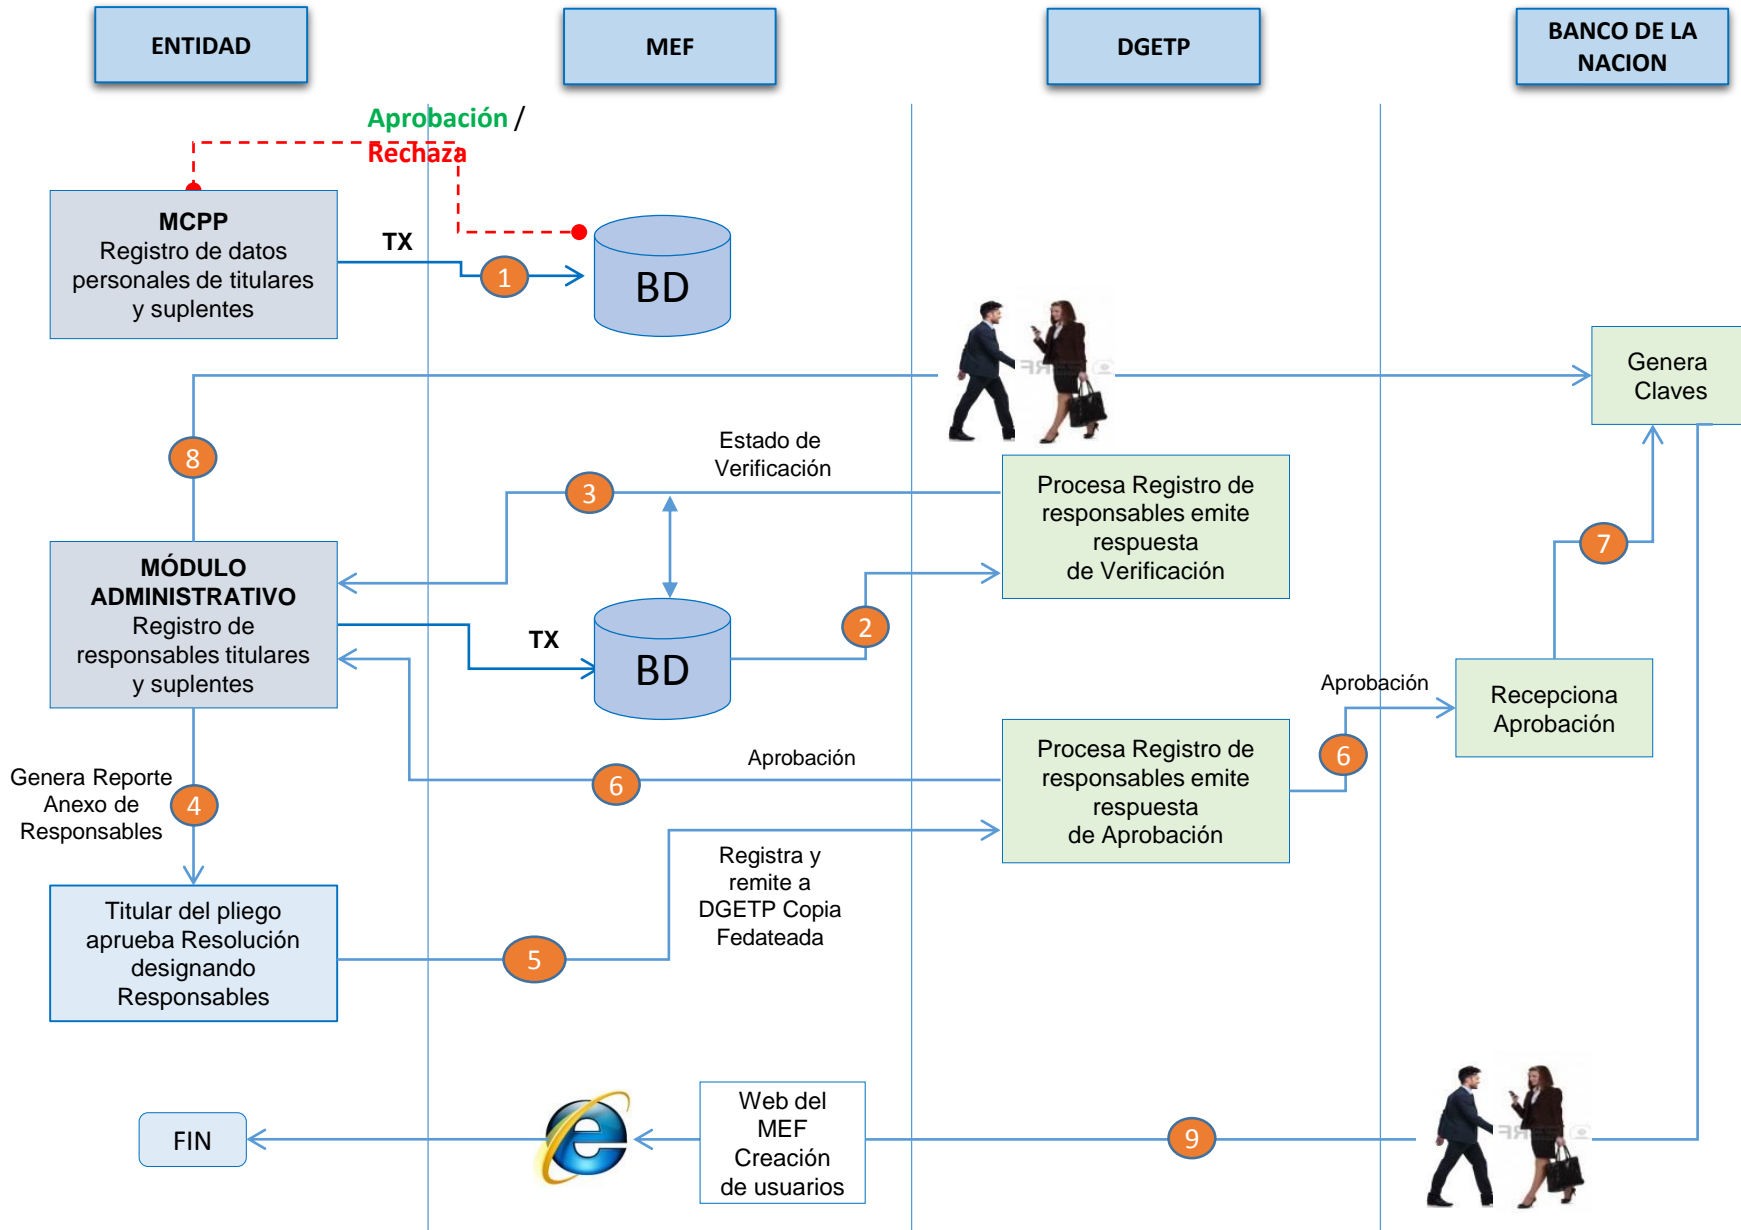 ENTIDAD
MEF
DGETP
BANCO DE LA
NACION
Aprobación /
Rechaza
MCPP
Registro de datos
personales de titulares
y suplentes
TX
1
BD
Genera
Claves
8
Estado de
Verificación
3
Procesa Registro de
responsables emite
respuesta
de Verificación
7
MÓDULO
ADMINISTRATIVO
Registro de
responsables titulares
y suplentes
TX
BD
2
Aprobación
Recepciona
Aprobación
6
Aprobación
6
Procesa Registro de
responsables emite
respuesta
de Aprobación
Genera Reporte
Anexo de
Responsables
4
Registra y
remite a
DGETP Copia
Fedateada
Titular del pliego
aprueba Resolución
designando
Responsables
5
FIN
Web del
MEF
Creación
de usuarios
9